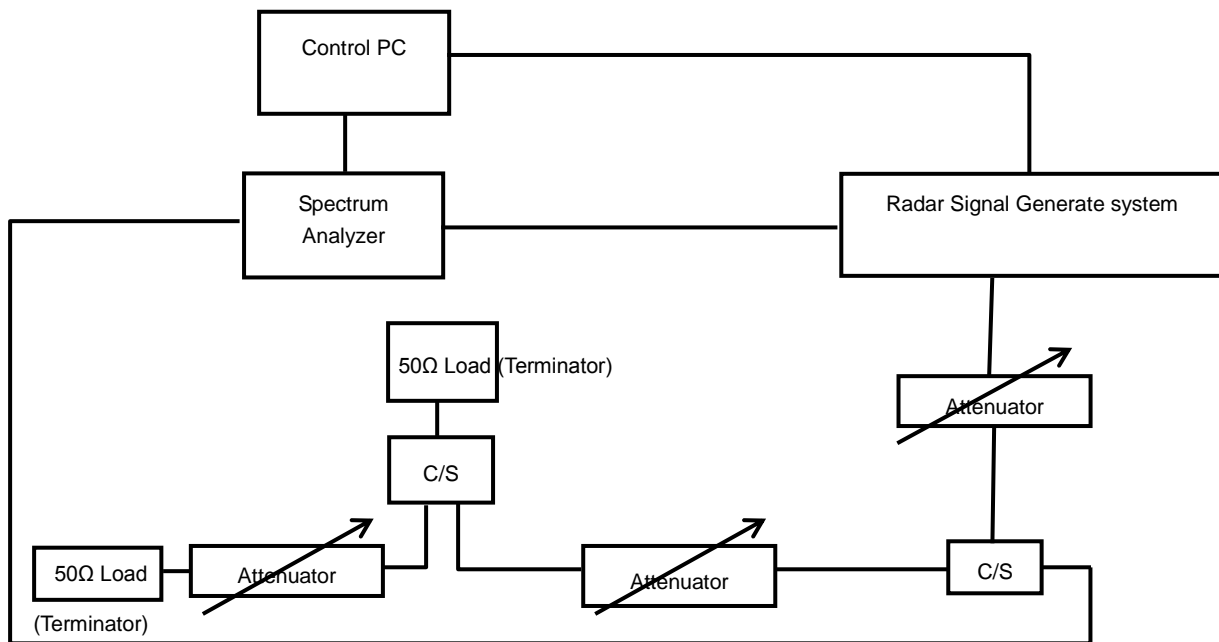 Control PC
Spectrum
Analyzer
Radar Signal Generate system
50Ω Load (Terminator)
Attenuator
C/S
50Ω Load
(Terminator)
Attenuator
Attenuator
C/S